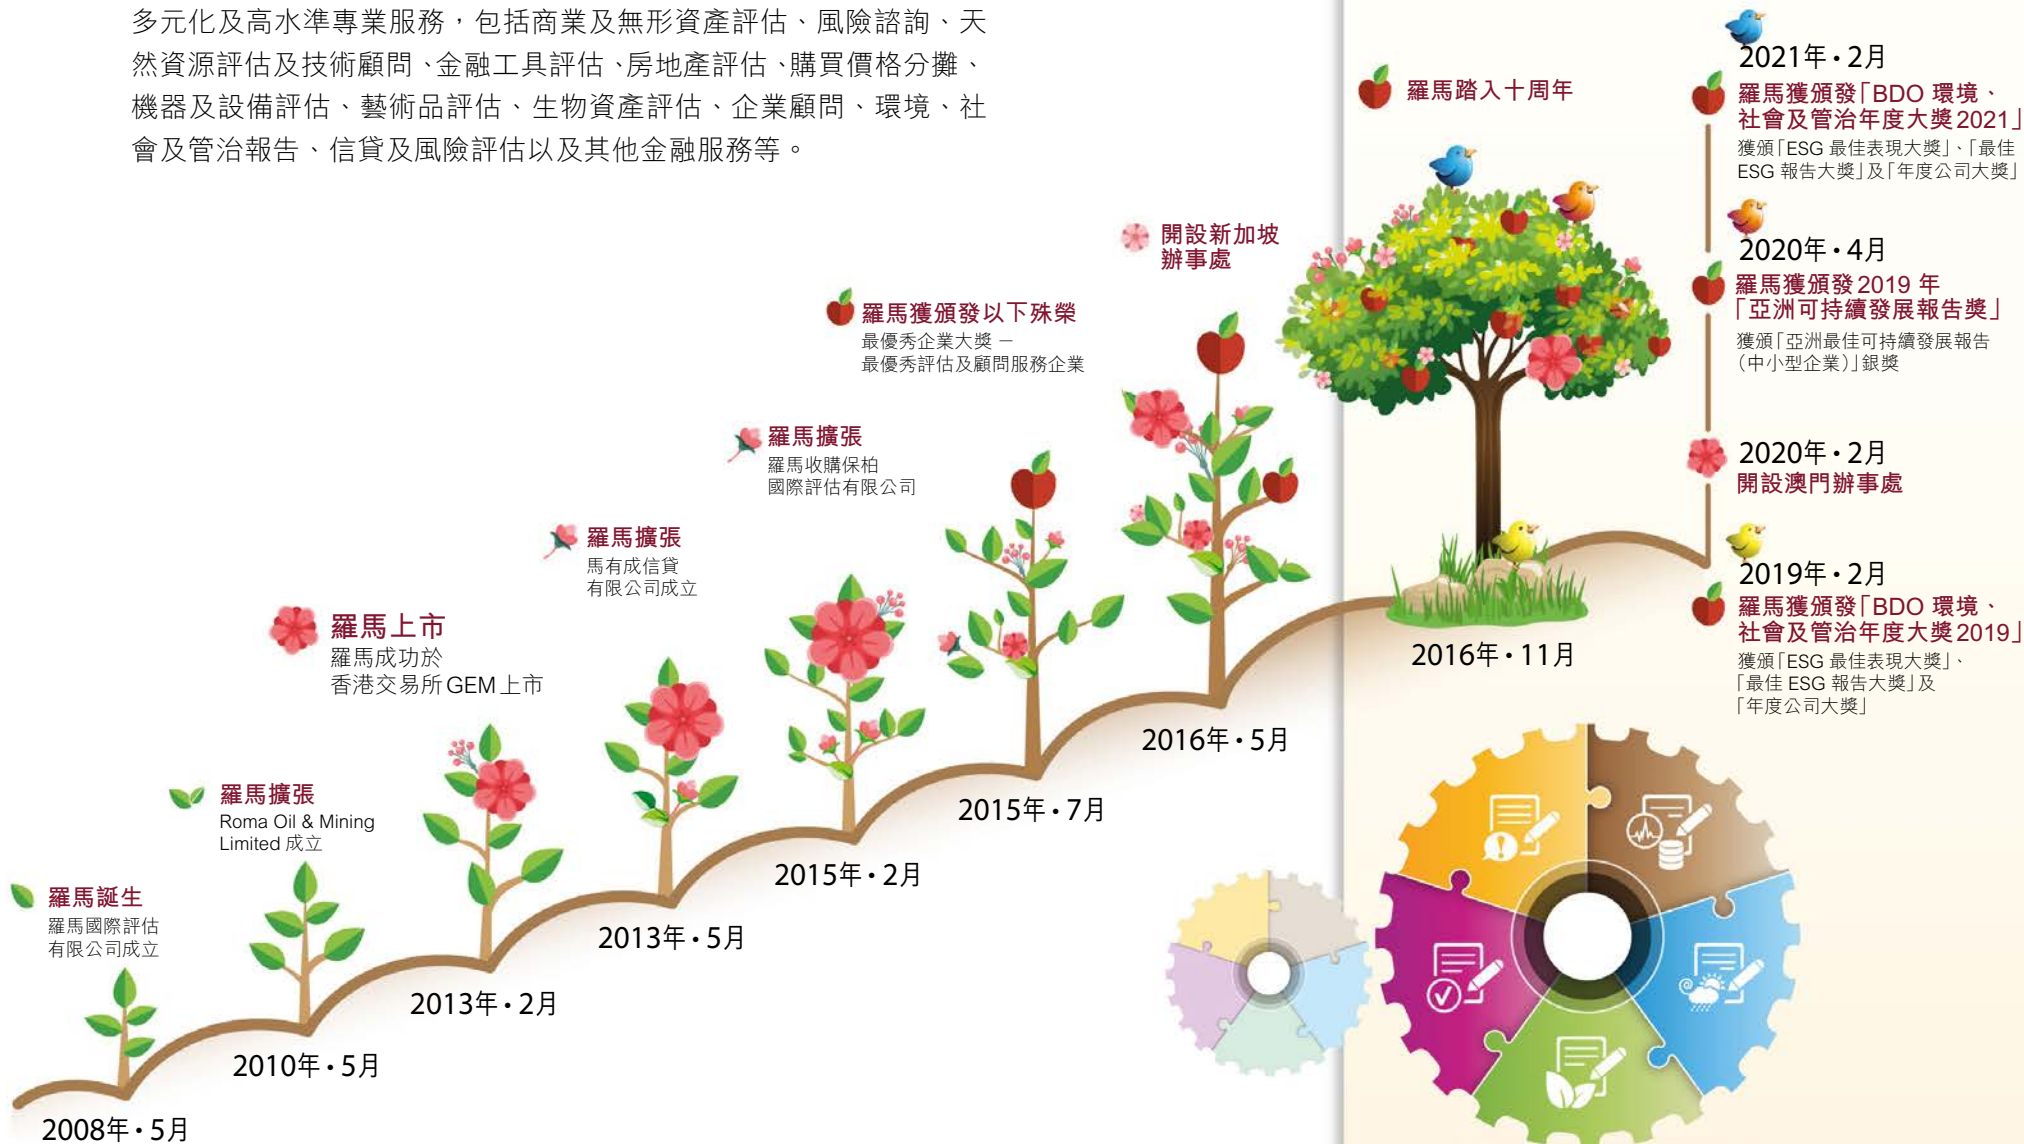 多元化及高水準專業服務，包括商業及無形資產評估、風險諮詢、天
然資源評估及技術顧問、金融工具評估、房地產評估、購買價格分攤、
機器及設備評估、藝術品評估、生物資產評估、企業顧問、環境、社
會及管治報告、信貸及風險評估以及其他金融服務等。
羅馬誕生
羅馬國際評估
有限公司成立
2008年・5月
羅馬擴張
Roma Oil & Mining
Limited 成立
2010年・5月
羅馬上市
羅馬成功於
香港交易所 GEM 上市
2013年・2月
羅馬擴張
馬有成信貸
有限公司成立
2013年・5月
羅馬擴張
羅馬收購保柏
國際評估有限公司
2015年・2月
羅馬獲頒發以下殊榮
最優秀企業大獎 －
最優秀評估及顧問服務企業
2015年・7月
開設新加坡
辦事處
2016年・5月
羅馬踏入十周年
2016年・11月
2021年・2月
羅馬獲頒發「BDO 環境、
社會及管治年度大獎 2021」
獲頒「ESG 最佳表現大獎」、「最佳
ESG 報告大獎」及「年度公司大獎」
2020年・4月
羅馬獲頒發 2019 年
「亞洲可持續發展報告獎」
獲頒「亞洲最佳可持續發展報告
（中小型企業）」銀獎
2020年・2月
開設澳門辦事處
2019年・2月
羅馬獲頒發「BDO 環境、
社會及管治年度大獎 2019」
獲頒「ESG 最佳表現大獎」、
「最佳 ESG 報告大獎」及
「年度公司大獎」